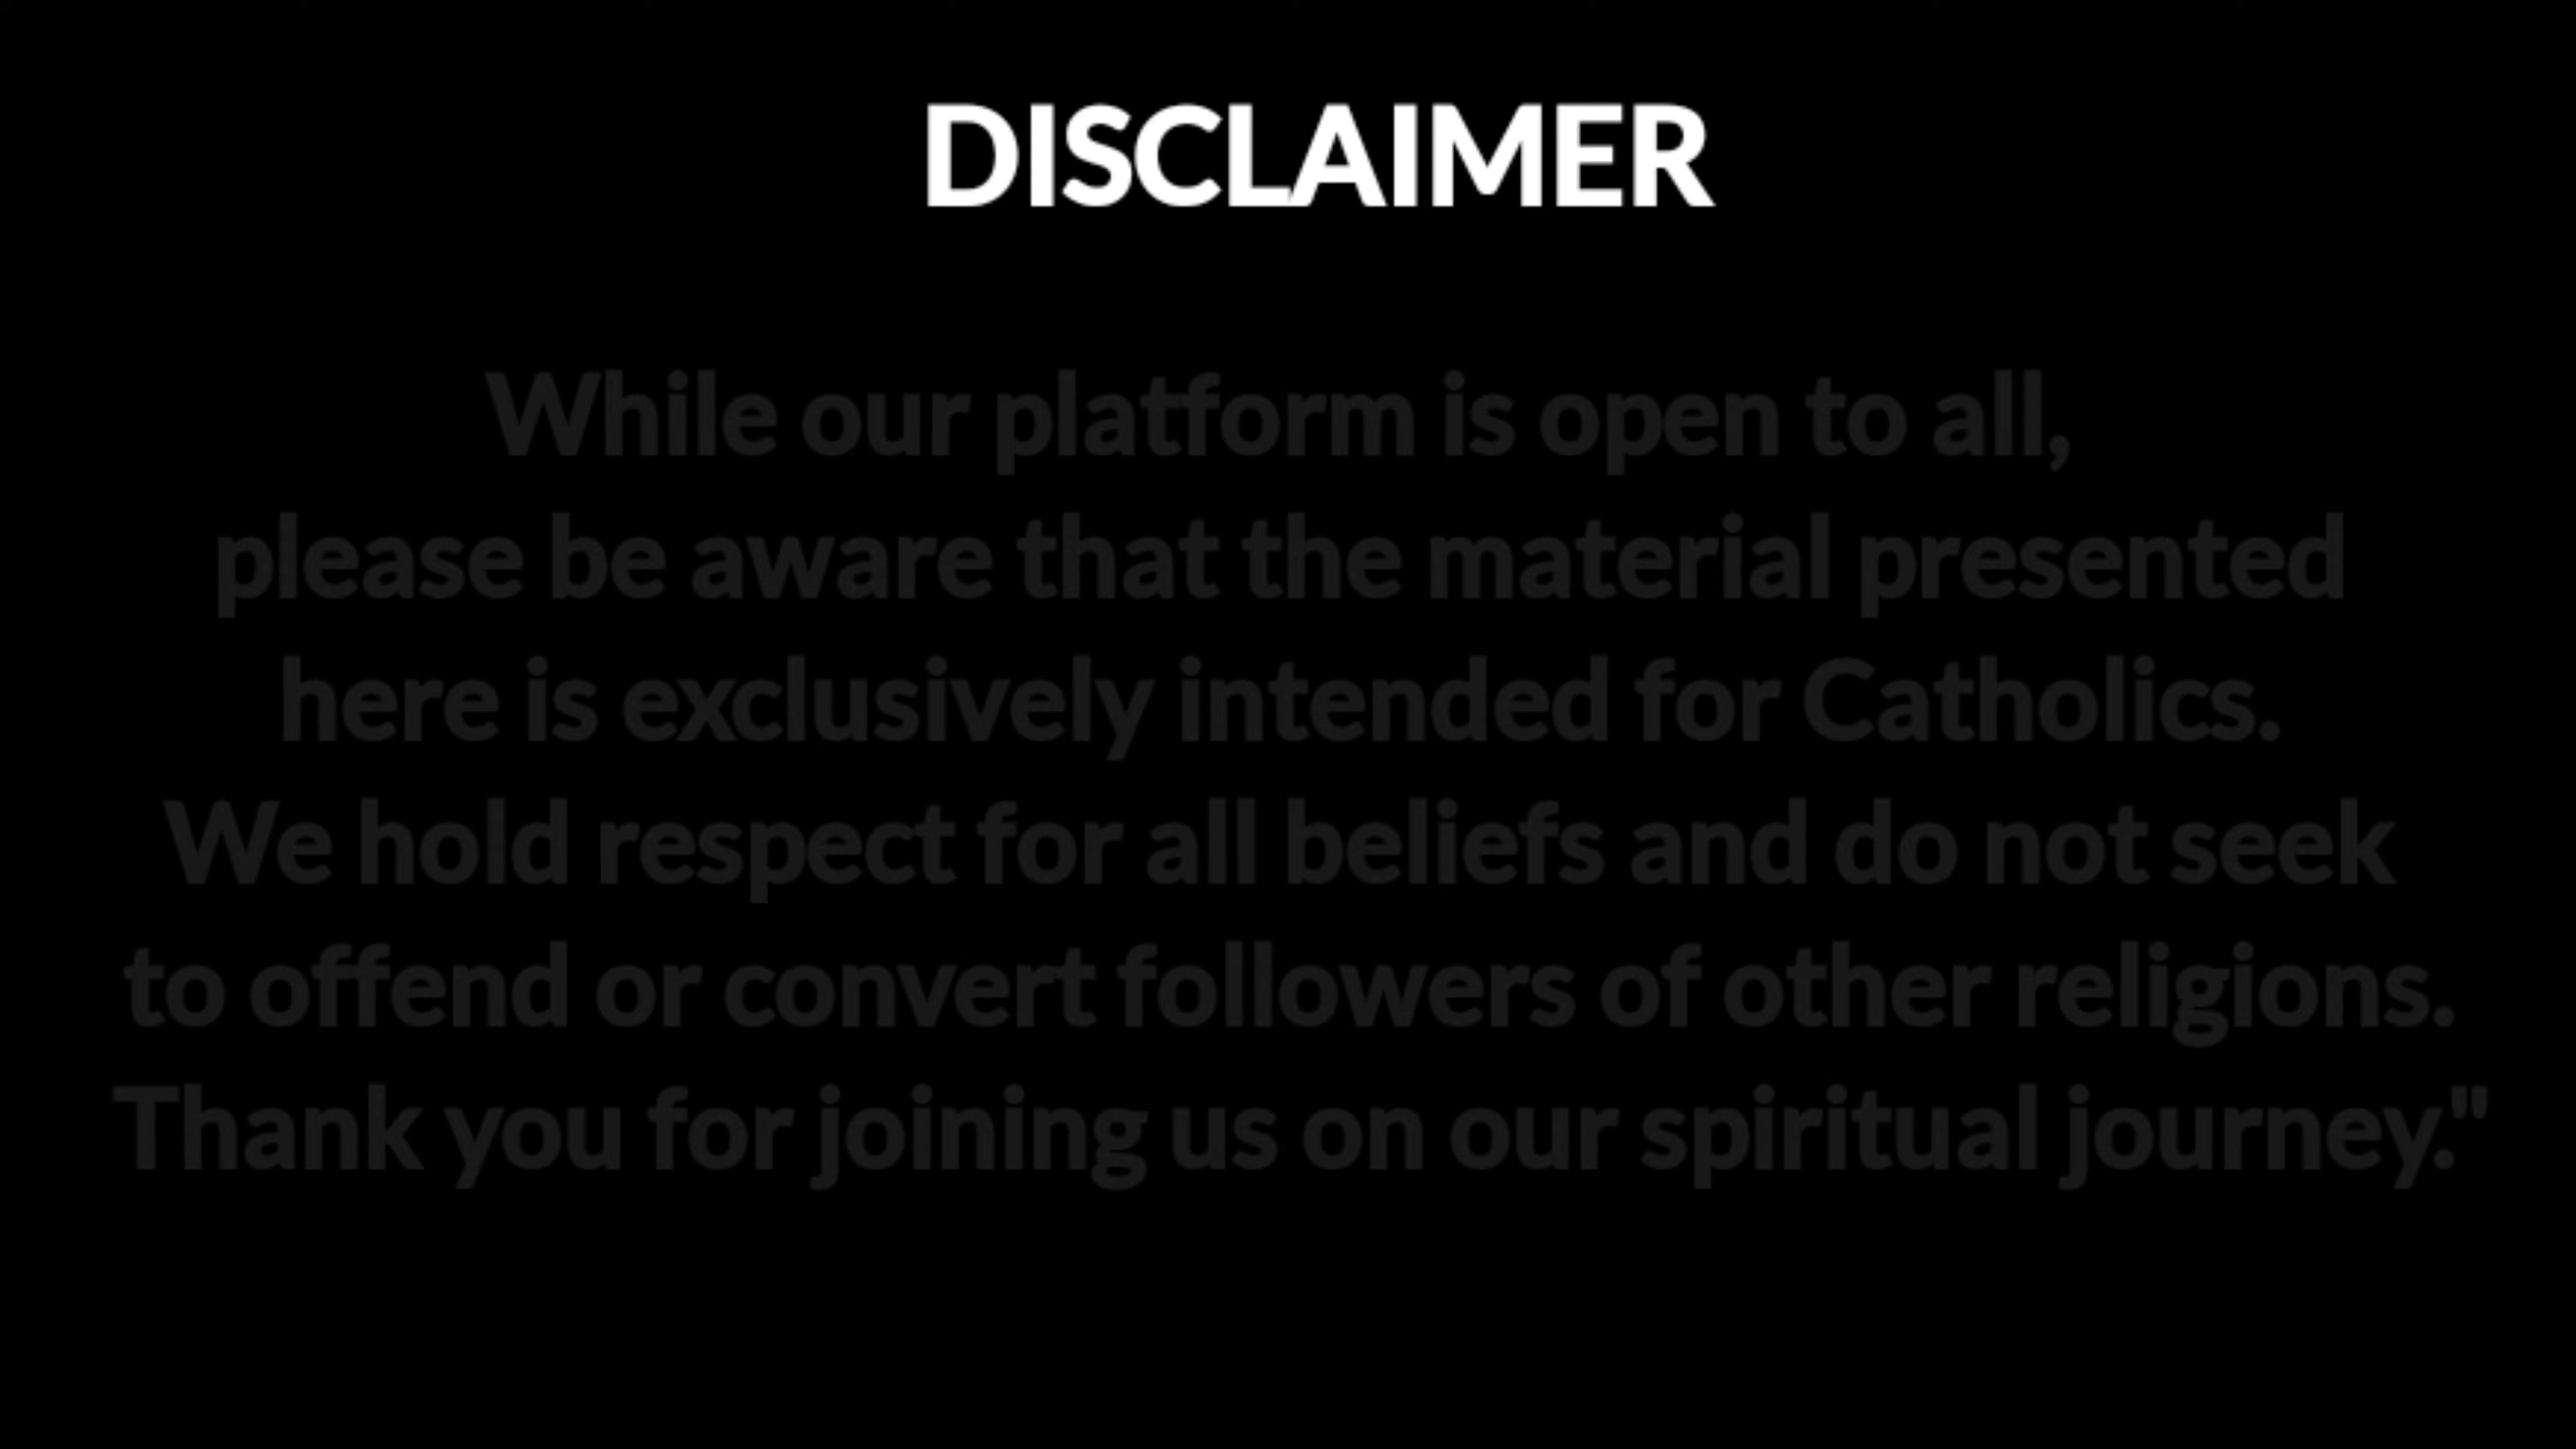 DISCLAIMER
While our platform is open to all,
please be aware that the material presented
here is exclusively intended for Catholics.
We hold respect for all beliefs and do not seek
to offend or convert followers of other religions.
Thank you for joining us on our spiritual journey."